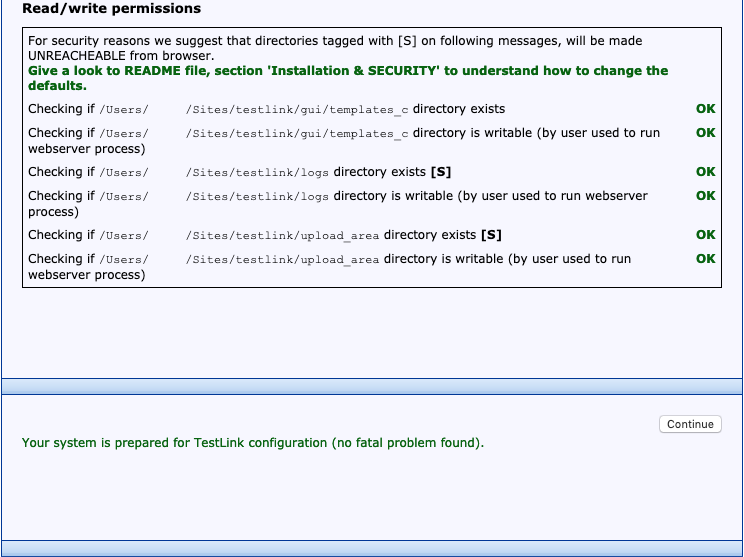 Read/write permissions
For security reasons we suggest that directories tagged with [S] on following messages, will be made
UNREACHEABLE from browser.
Give a look to README file, section 'Installation & SECURITY' to understand how to change the
defaults.
Checking if /Users/ /Sites/testlink/gui/templates_c directory exists OK
Checking if /Users/ /Sites/testlink/gui/templates_c directory is writable (by user used to run OK
webserver process)
Checking if /Users/ /Sites/testlink/logs directory exists [S] OK
Checking if /Users/ /Sites/testlink/logs directory is writable (by user used to run webserver OK
process)
Checking if /Users/ /Sites/testlink/upload_area directory exists [S] OK
Checking if /Users/ /Sites/testlink/upload_area directory is writable (by user used to run OK
webserver process)
Continue
Your system is prepared for TestLink configuration (no fatal problem found).